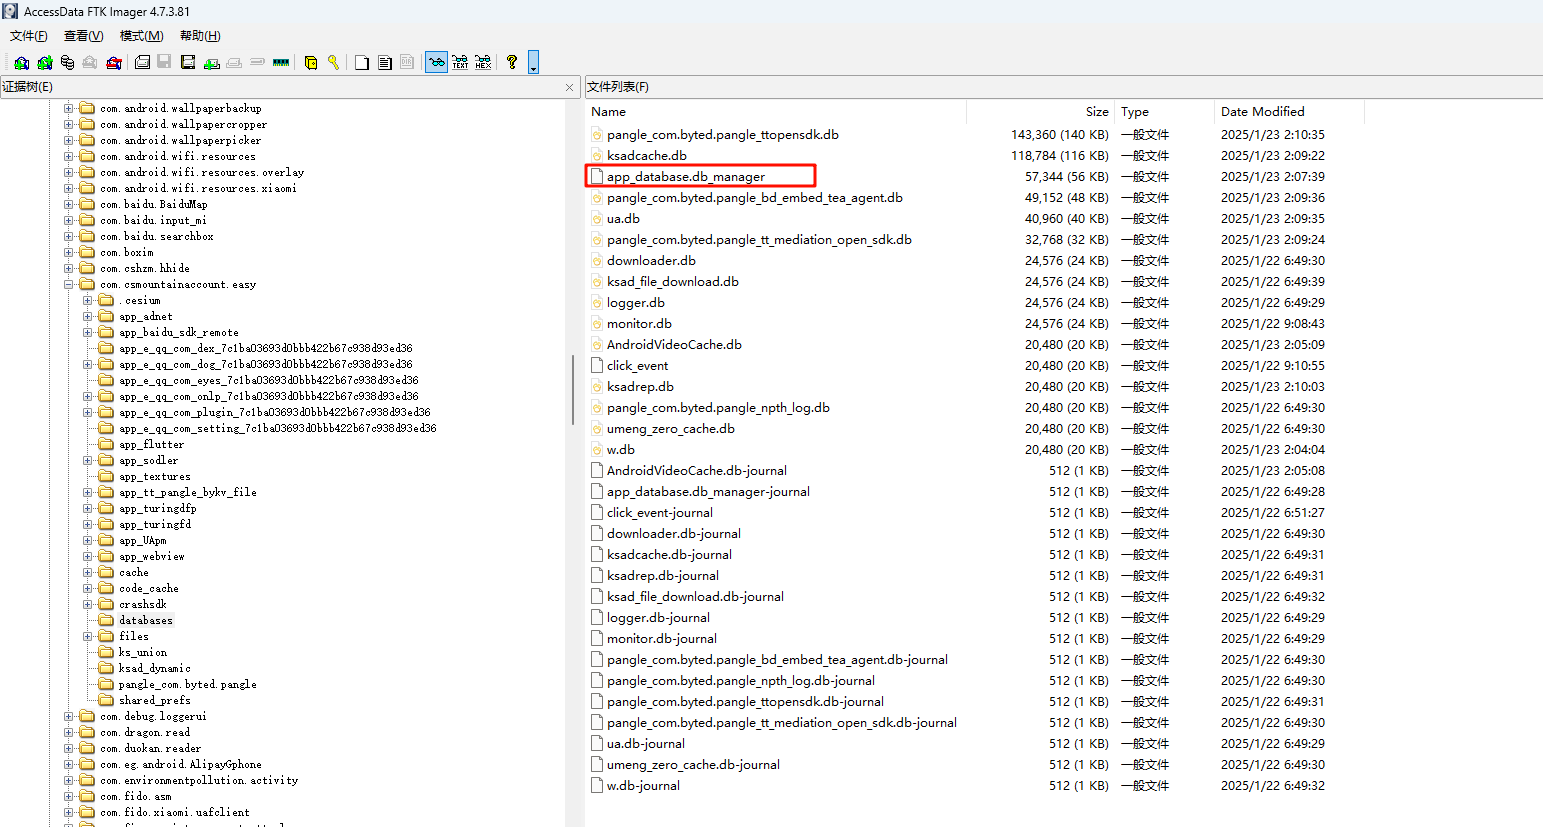 AccessData FTK Imager 4.7.3.81
文件(F) 查看(V) 模式(M) 帮助(H)
证据树(E)
com.android.wallpaperbackup
com.android.wallpapercropper
com.android.wallpaperpicker
com.android.wifi.resources
com.android.wifi.resources.overlay
com.android.wifi.resources.xiaomi
com.baidu.BaiduMap
com.baidu.input_mi
com.baidu.searchbox
com.boxim
com.cshzm.hhide
com.csmountainaccount.easy
.cesium
app_adnet
app_baidu_sdk_remote
app_e_qq_com_dex_7c1ba03693d0bbb422b67c938d93ed36
app_e_qq_com_dog_7c1ba03693d0bbb422b67c938d93ed36
app_e_qq_com_eyes_7c1ba03693d0bbb422b67c938d93ed36
app_e_qq_com_onlp_7c1ba03693d0bbb422b67c938d93ed36
app_e_qq_com_plugin_7c1ba03693d0bbb422b67c938d93ed36
app_e_qq_com_setting_7c1ba03693d0bbb422b67c938d93ed36
app_flutter
app_sodler
app_textures
app_tt_pangle_bykv_file
app_turingdfp
app_turingfd
app_UApm
app_webview
cache
code_cache
crashsdk
databases
files
ks_union
ksad_dynamic
pangle_com.byted.pangle
shared_prefs
com.debug.loggerui
com.dragon.read
com.duokan.reader
com.eg.android.AlipayGphone
com.environmentpollution.activity
com.fido.asm
com.fido.xiaomi.uafclient
文件列表(F)
Name Size Type Date Modified
pangle_com.byted.pangle_ttopensdk.db 143,360 (140 KB) 一般文件 2025/1/23 2:10:35
ksadcache.db 118,784 (116 KB) 一般文件 2025/1/23 2:09:22
app_database.db_manager 57,344 (56 KB) 一般文件 2025/1/23 2:07:39
pangle_com.byted.pangle_bd_embed_tea_agent.db 49,152 (48 KB) 一般文件 2025/1/23 2:09:36
ua.db 40,960 (40 KB) 一般文件 2025/1/23 2:09:35
pangle_com.byted.pangle_tt_mediation_open_sdk.db 32,768 (32 KB) 一般文件 2025/1/23 2:09:24
downloader.db 24,576 (24 KB) 一般文件 2025/1/22 6:49:30
ksad_file_download.db 24,576 (24 KB) 一般文件 2025/1/22 6:49:39
logger.db 24,576 (24 KB) 一般文件 2025/1/22 6:49:29
monitor.db 24,576 (24 KB) 一般文件 2025/1/22 9:08:43
AndroidVideoCache.db 20,480 (20 KB) 一般文件 2025/1/23 2:05:09
click_event 20,480 (20 KB) 一般文件 2025/1/22 9:10:55
ksadrep.db 20,480 (20 KB) 一般文件 2025/1/23 2:10:03
pangle_com.byted.pangle_npth_log.db 20,480 (20 KB) 一般文件 2025/1/22 6:49:30
umeng_zero_cache.db 20,480 (20 KB) 一般文件 2025/1/22 6:49:30
w.db 20,480 (20 KB) 一般文件 2025/1/23 2:04:04
AndroidVideoCache.db-journal 512 (1 KB) 一般文件 2025/1/23 2:05:08
app_database.db_manager-journal 512 (1 KB) 一般文件 2025/1/22 6:49:28
click_event-journal 512 (1 KB) 一般文件 2025/1/22 6:51:27
downloader.db-journal 512 (1 KB) 一般文件 2025/1/22 6:49:30
ksadcache.db-journal 512 (1 KB) 一般文件 2025/1/22 6:49:31
ksadrep.db-journal 512 (1 KB) 一般文件 2025/1/22 6:49:31
ksad_file_download.db-journal 512 (1 KB) 一般文件 2025/1/22 6:49:32
logger.db-journal 512 (1 KB) 一般文件 2025/1/22 6:49:29
monitor.db-journal 512 (1 KB) 一般文件 2025/1/22 6:49:29
pangle_com.byted.pangle_bd_embed_tea_agent.db-journal 512 (1 KB) 一般文件 2025/1/22 6:49:30
pangle_com.byted.pangle_npth_log.db-journal 512 (1 KB) 一般文件 2025/1/22 6:49:30
pangle_com.byted.pangle_ttopensdk.db-journal 512 (1 KB) 一般文件 2025/1/22 6:49:31
pangle_com.byted.pangle_tt_mediation_open_sdk.db-journal 512 (1 KB) 一般文件 2025/1/22 6:49:30
ua.db-journal 512 (1 KB) 一般文件 2025/1/22 6:49:29
umeng_zero_cache.db-journal 512 (1 KB) 一般文件 2025/1/22 6:49:30
w.db-journal 512 (1 KB) 一般文件 2025/1/22 6:49:32